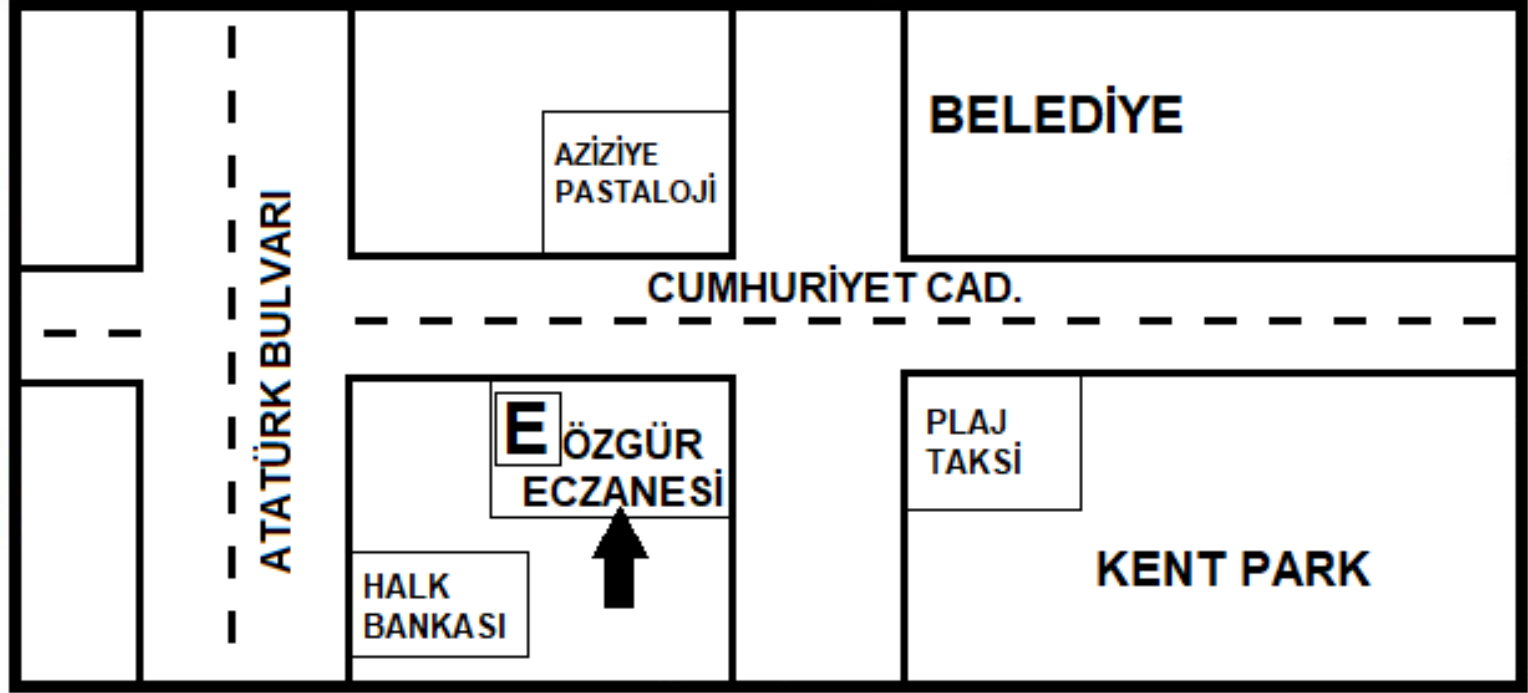 BELEDİYE
AZİZİYE
PASTALOJİ
ATATÜRK BULVARI
CUMHURİYET CAD.
E ÖZGÜR
ECZANESİ
PLAJ
TAKSİ
HALK
BANKASI
KENT PARK